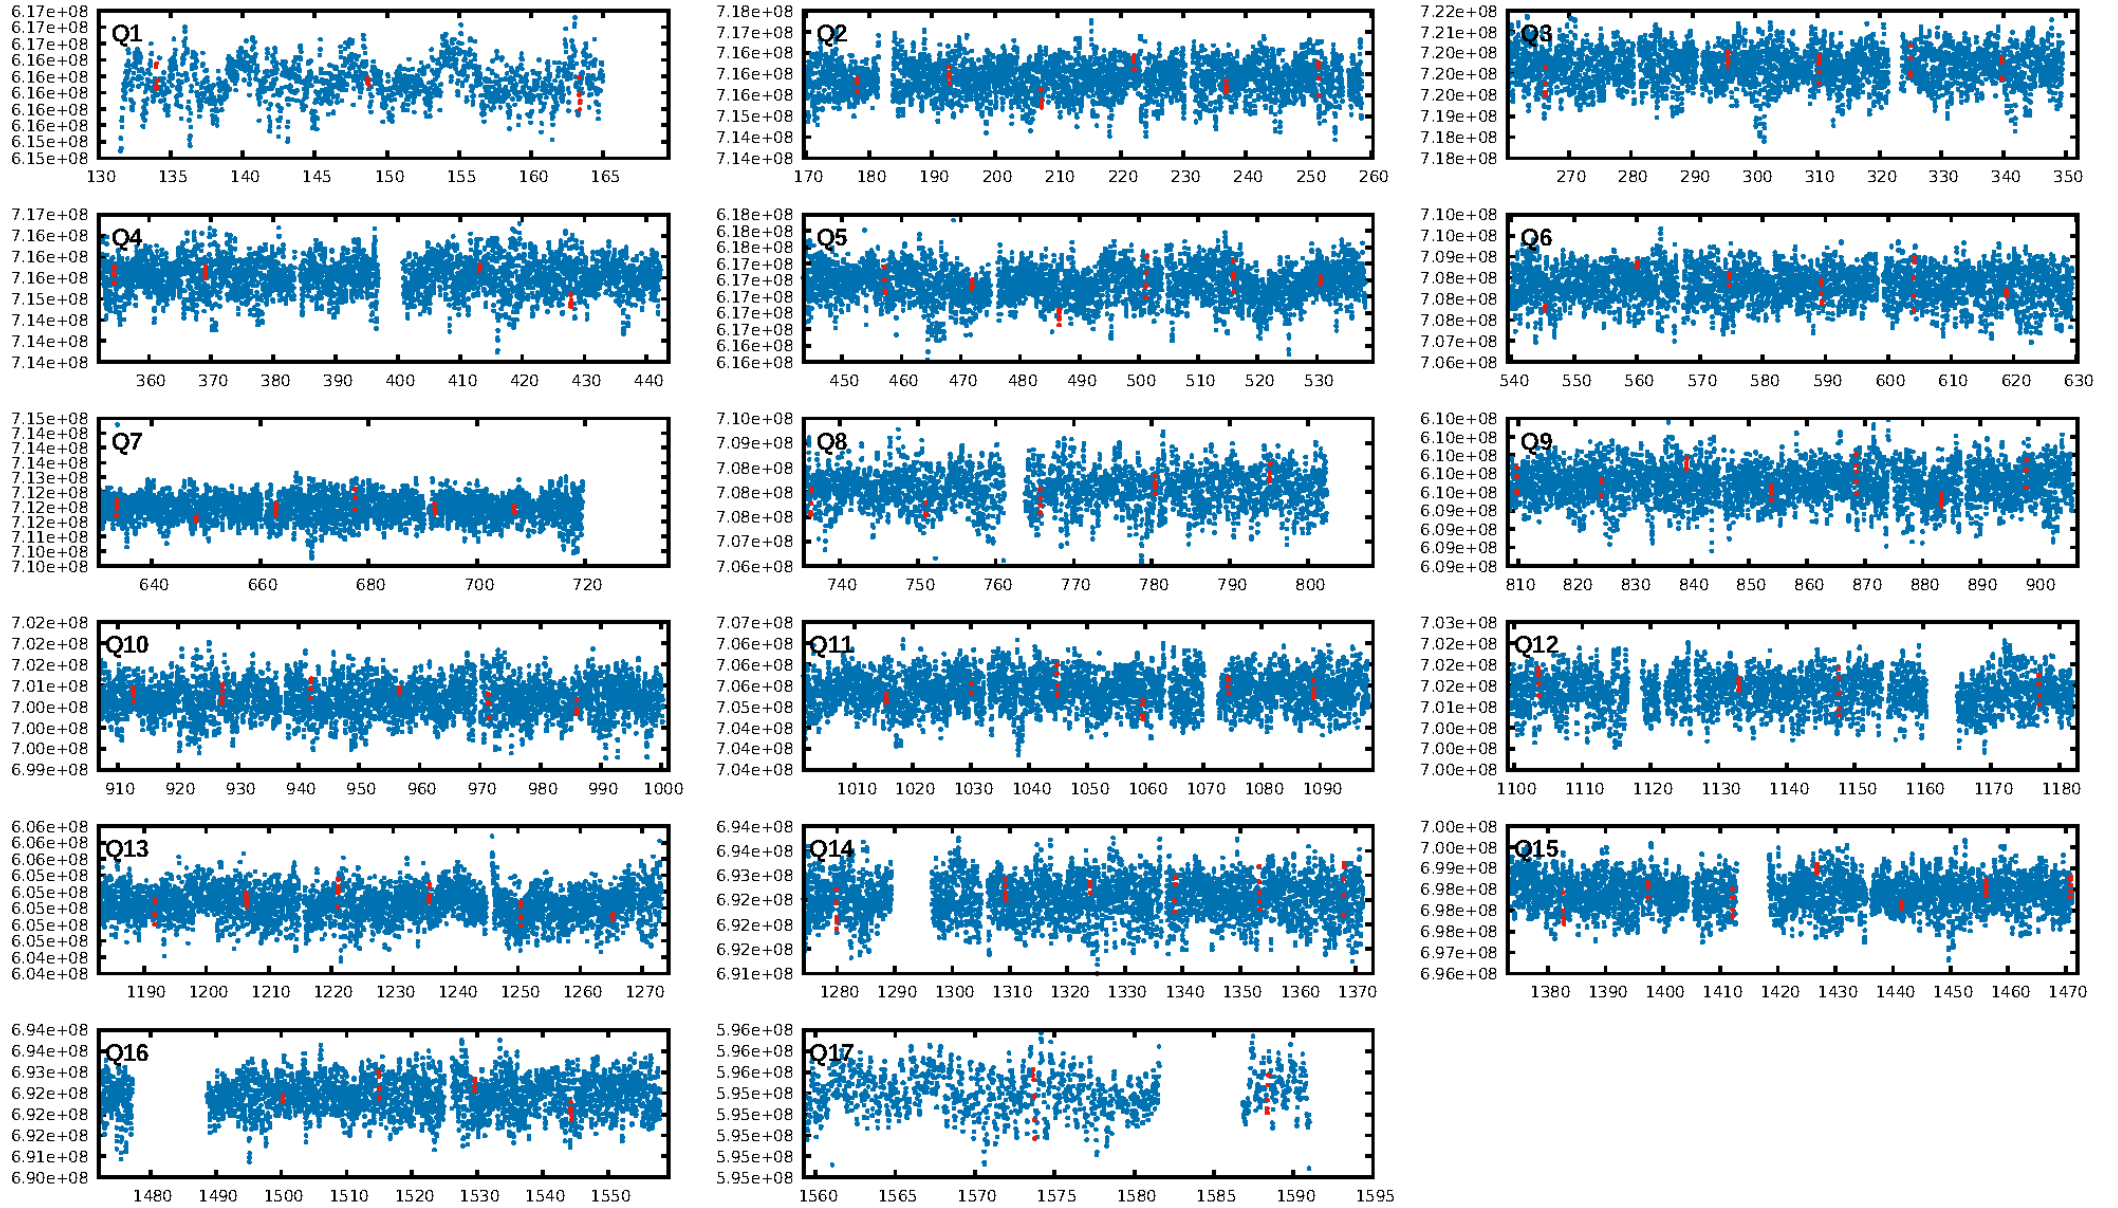 Q1
6.17e+08
6.17e+08
6.17e+08
6.16e+08
6.16e+08
6.16e+08
6.16e+08
6.16e+08
6.15e+08
6.15e+08
130 135 140 145 150 155 160 165
Q2
7.18e+08
7.17e+08
7.16e+08
7.16e+08
7.16e+08
7.15e+08
7.14e+08
7.14e+08
170 180 190 200 210 220 230 240 250 260
Q3
7.22e+08
7.21e+08
7.20e+08
7.20e+08
7.20e+08
7.19e+08
7.18e+08
7.18e+08
270 280 290 300 310 320 330 340 350
Q4
7.17e+08
7.16e+08
7.16e+08
7.16e+08
7.15e+08
7.14e+08
7.14e+08
7.14e+08
360 370 380 390 400 410 420 430 440
Q5
6.18e+08
6.18e+08
6.18e+08
6.17e+08
6.17e+08
6.17e+08
6.17e+08
6.17e+08
6.16e+08
6.16e+08
450 460 470 480 490 500 510 520 530
Q6
7.10e+08
7.10e+08
7.09e+08
7.08e+08
7.08e+08
7.08e+08
7.07e+08
7.06e+08
540 550 560 570 580 590 600 610 620 630
Q7
7.15e+08
7.14e+08
7.14e+08
7.13e+08
7.13e+08
7.12e+08
7.12e+08
7.12e+08
7.11e+08
7.10e+08
7.10e+08
640 660 680 700 720
Q8
7.10e+08
7.09e+08
7.08e+08
7.08e+08
7.08e+08
7.07e+08
7.06e+08
740 750 760 770 780 790 800
Q9
6.10e+08
6.10e+08
6.10e+08
6.10e+08
6.10e+08
6.09e+08
6.09e+08
6.09e+08
6.09e+08
810 820 830 840 850 860 870 880 890 900
Q10
7.02e+08
7.02e+08
7.02e+08
7.01e+08
7.00e+08
7.00e+08
7.00e+08
6.99e+08
910 920 930 940 950 960 970 980 990 1000
Q11
7.07e+08
7.06e+08
7.06e+08
7.06e+08
7.05e+08
7.04e+08
7.04e+08
7.04e+08
1010 1020 1030 1040 1050 1060 1070 1080 1090
Q12
7.03e+08
7.02e+08
7.02e+08
7.02e+08
7.01e+08
7.00e+08
7.00e+08
7.00e+08
1100 1110 1120 1130 1140 1150 1160 1170 1180
Q13
6.06e+08
6.06e+08
6.06e+08
6.05e+08
6.05e+08
6.05e+08
6.05e+08
6.05e+08
6.04e+08
6.04e+08
1190 1200 1210 1220 1230 1240 1250 1260 1270
Q14
6.94e+08
6.94e+08
6.93e+08
6.92e+08
6.92e+08
6.92e+08
6.91e+08
1280 1290 1300 1310 1320 1330 1340 1350 1360 1370
Q15
7.00e+08
7.00e+08
6.99e+08
6.98e+08
6.98e+08
6.98e+08
6.97e+08
6.96e+08
1380 1390 1400 1410 1420 1430 1440 1450 1460 1470
Q16
6.94e+08
6.94e+08
6.93e+08
6.92e+08
6.92e+08
6.92e+08
6.91e+08
6.90e+08
1480 1490 1500 1510 1520 1530 1540 1550
Q17
5.96e+08
5.96e+08
5.96e+08
5.95e+08
5.95e+08
5.95e+08
5.95e+08
5.95e+08
1560 1565 1570 1575 1580 1585 1590 1595